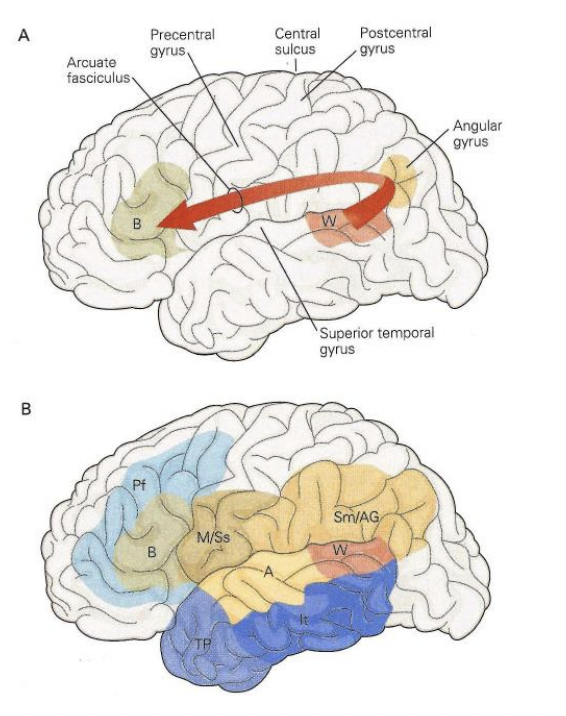 A
Precentral
gyrus
Central
sulcus
Postcentral
gyrus
Arcuate
fasciculus
Angular
gyrus
B
W
Superior temporal
gyrus
B
Pf
B
M/Ss
Sm/AG
W
A
It
TP